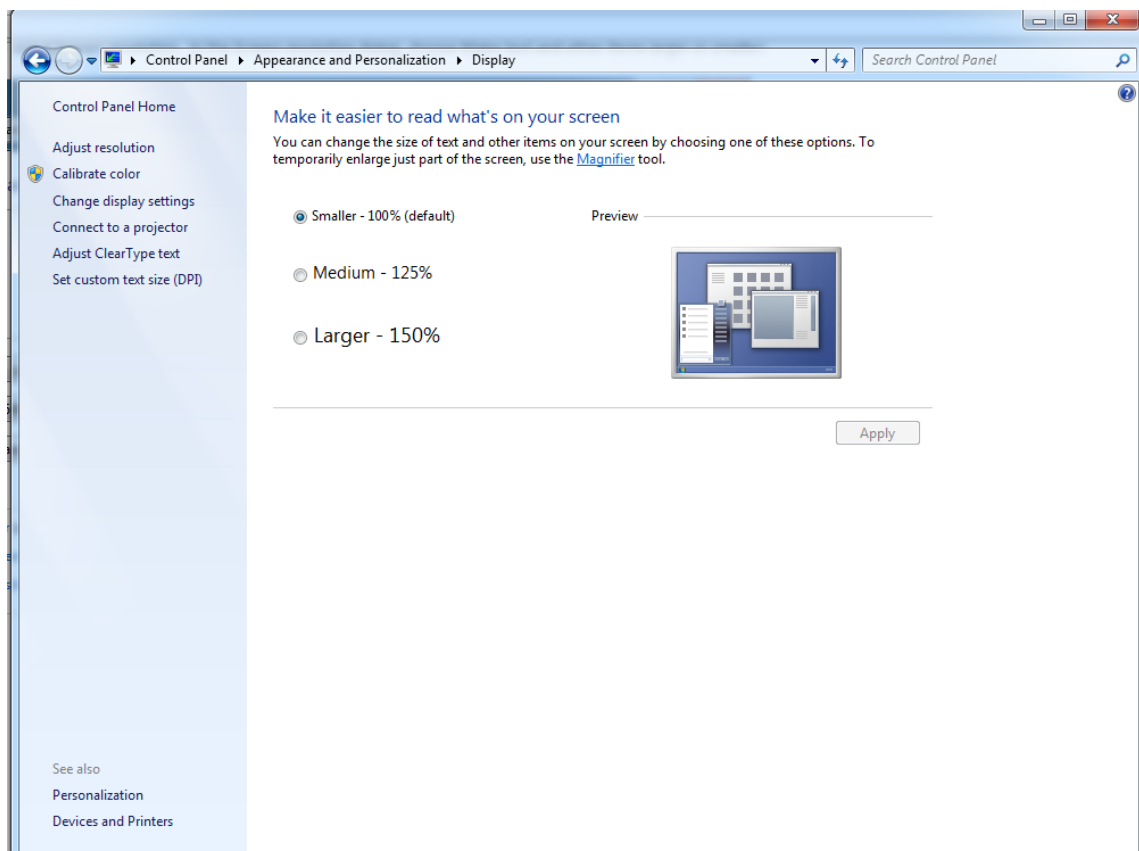 Control Panel Appearance and Personalization Display
Search Control Panel
Control Panel Home
Adjust resolution
Calibrate color
Change display settings
Connect to a projector
Adjust ClearType text
Set custom text size (DPI)
Make it easier to read what's on your screen
You can change the size of text and other items on your screen by choosing one of these options. To
temporarily enlarge just part of the screen, use the Magnifier tool.
Smaller - 100% (default)
Preview
Medium - 125%
Larger - 150%
Apply
See also
Personalization
Devices and Printers